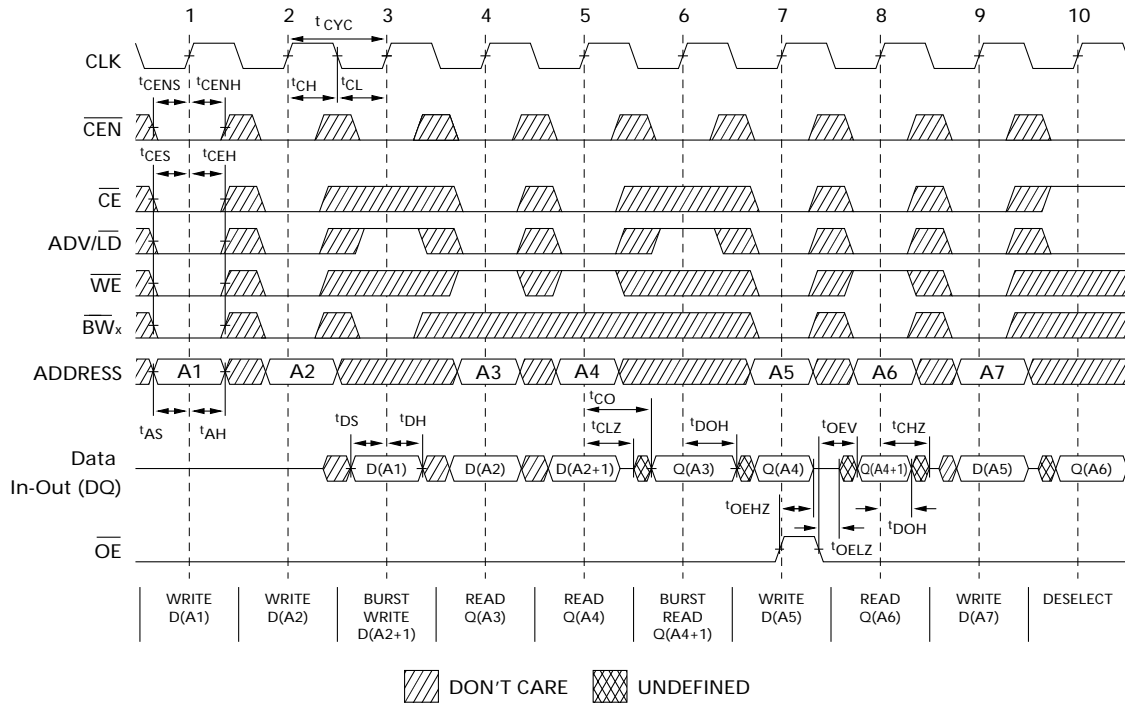 1 2 3 4 5 6 7 8 9 10
t CYC
CLK
tCENS tCENH tCH tCL
CEN
tCES tCEH
CE
ADV/LD
WE
BWx
ADDRESS A1 A2 A3 A4 A5 A6 A7
tCO
tAS tAH tDS tDH tCLZ tDOH tOEV tCHZ
Data
In-Out (DQ) D(A1) D(A2) D(A2+1) Q(A3) Q(A4) Q(A4+1) D(A5) Q(A6)
tOEHZ tDOH
tOELZ
OE
WRITE
D(A1)
WRITE
D(A2)
BURST
WRITE
D(A2+1)
READ
Q(A3)
READ
Q(A4)
BURST
READ
Q(A4+1)
WRITE
D(A5)
READ
Q(A6)
WRITE
D(A7)
DESELECT
DON'T CARE UNDEFINED